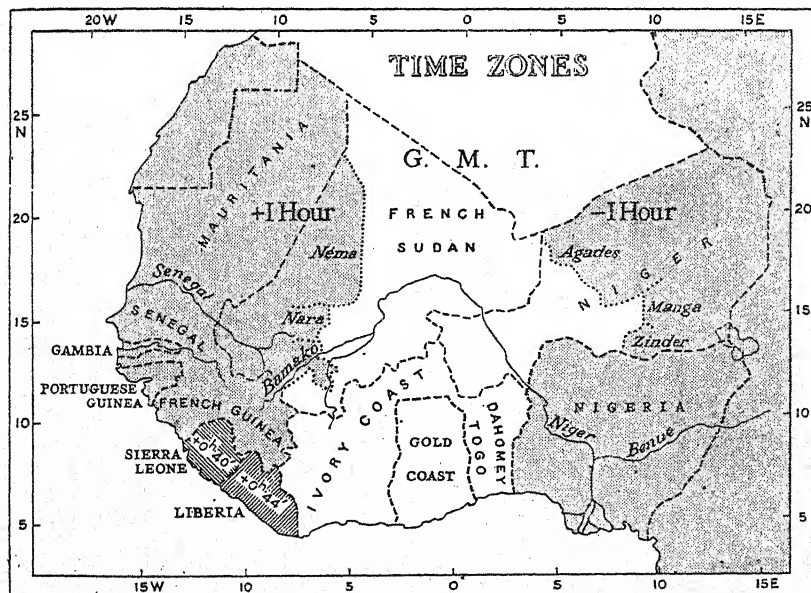 20W 15 10 5 0 5 10 15E
TIME ZONES
25
N
25
N
G. M. T.
MAURITANIA
+1 Hour
20
20
FRENCH
SUDAN
-1 Hour
Agades
Néma
NIGER
Senegal
Manga
Nara
15
15
SENEGAL
Zinder
GAMBIA
Bamako
PORTUGUESE
GUINEA
FRENCH GUINEA
10
10
IVORY COAST
GOLD
COAST
TOGO
DAHOMEY
NIGERIA
Niger
Benue
SIERRA
LEONE
+0h40
+0h44
LIBERIA
5
5
15W 10 5 0° 5 10 15E